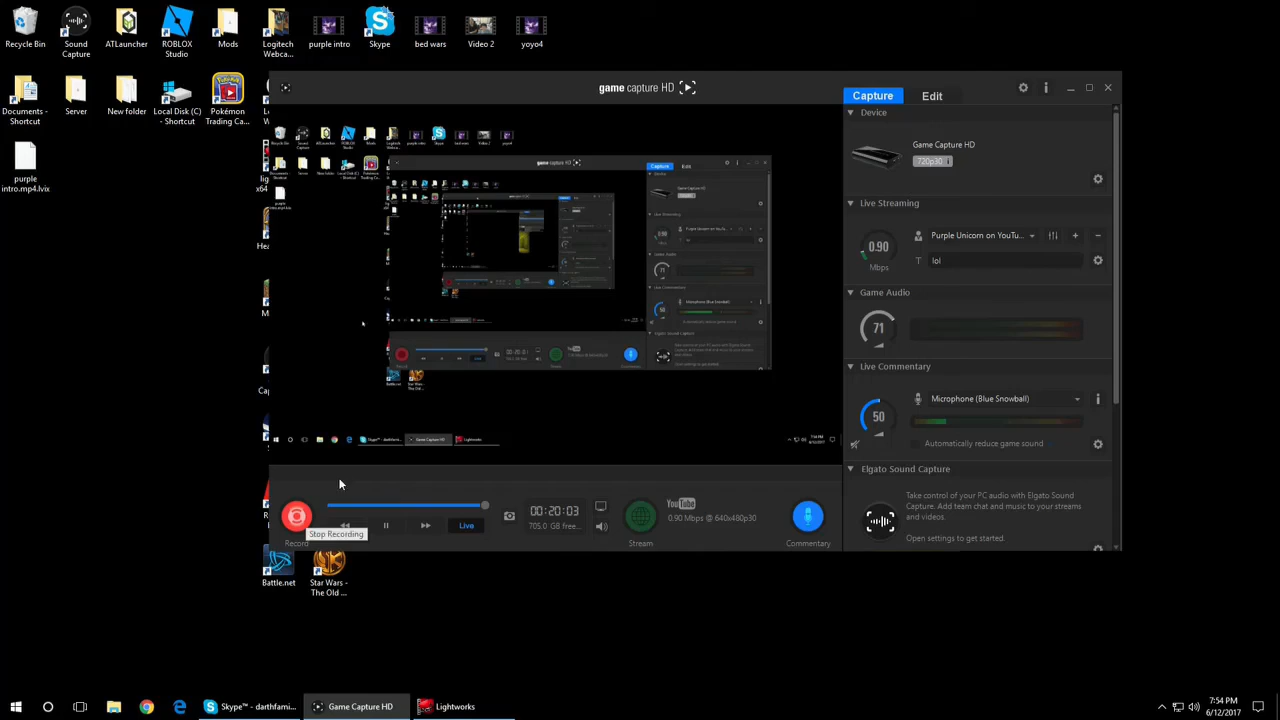 Recycle Bin
Sound
Capture
ATLauncher
ROBLOX
Studio
Mods
Logitech
Webca...
purple intro
Skype
bed wars
Video 2
yoyo4
Documents -
Shortcut
Server
New folder
Local Disk (C)
- Shortcut
Pokémon
Trading Ca...
purple
intro.mp4.lvix
game capture HD
Capture
Edit
Device
Game Capture HD
720p30
Live Streaming
0.90
Mbps
Purple Unicorn on YouTu...
lol
Game Audio
71
Live Commentary
Microphone (Blue Snowball)
50
Automatically reduce game sound
Elgato Sound Capture
Take control of your PC audio with Elgato Sound
Capture. Add team chat and music to your streams
and videos.
Open settings to get started.
Record
Stop Recording
Live
00:20:03
705.0 GB free...
Stream
YouTube
0.90 Mbps @ 640x480p30
Commentary
Battle.net
Star Wars -
The Old ...
Skype™ - darthfami...
Game Capture HD
Lightworks
7:54 PM
6/12/2017